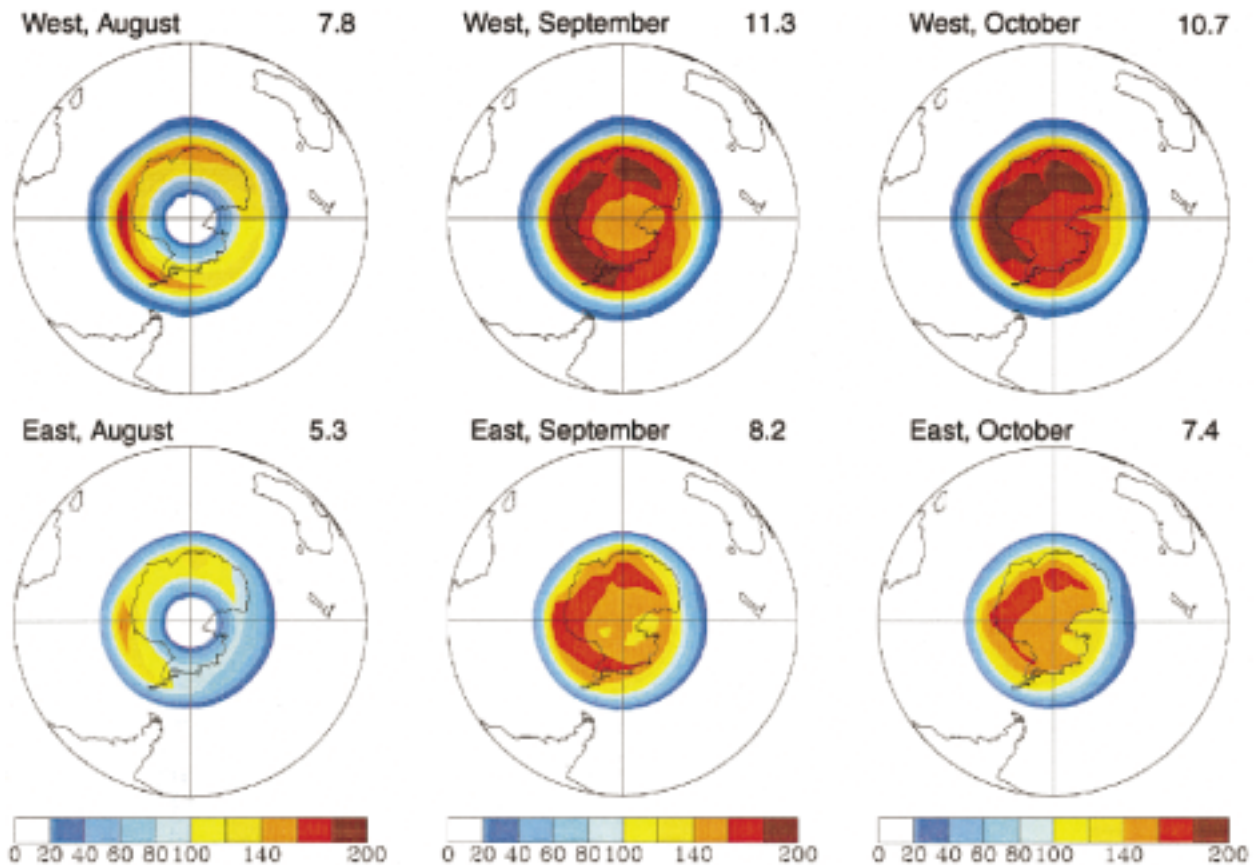 West, August 7.8
West, September 11.3
West, October 10.7
East, August 5.3
East, September 8.2
East, October 7.4
0 20 40 60 80 100 140 200
0 20 40 60 80 100 140 200
0 20 40 60 80 100 140 200